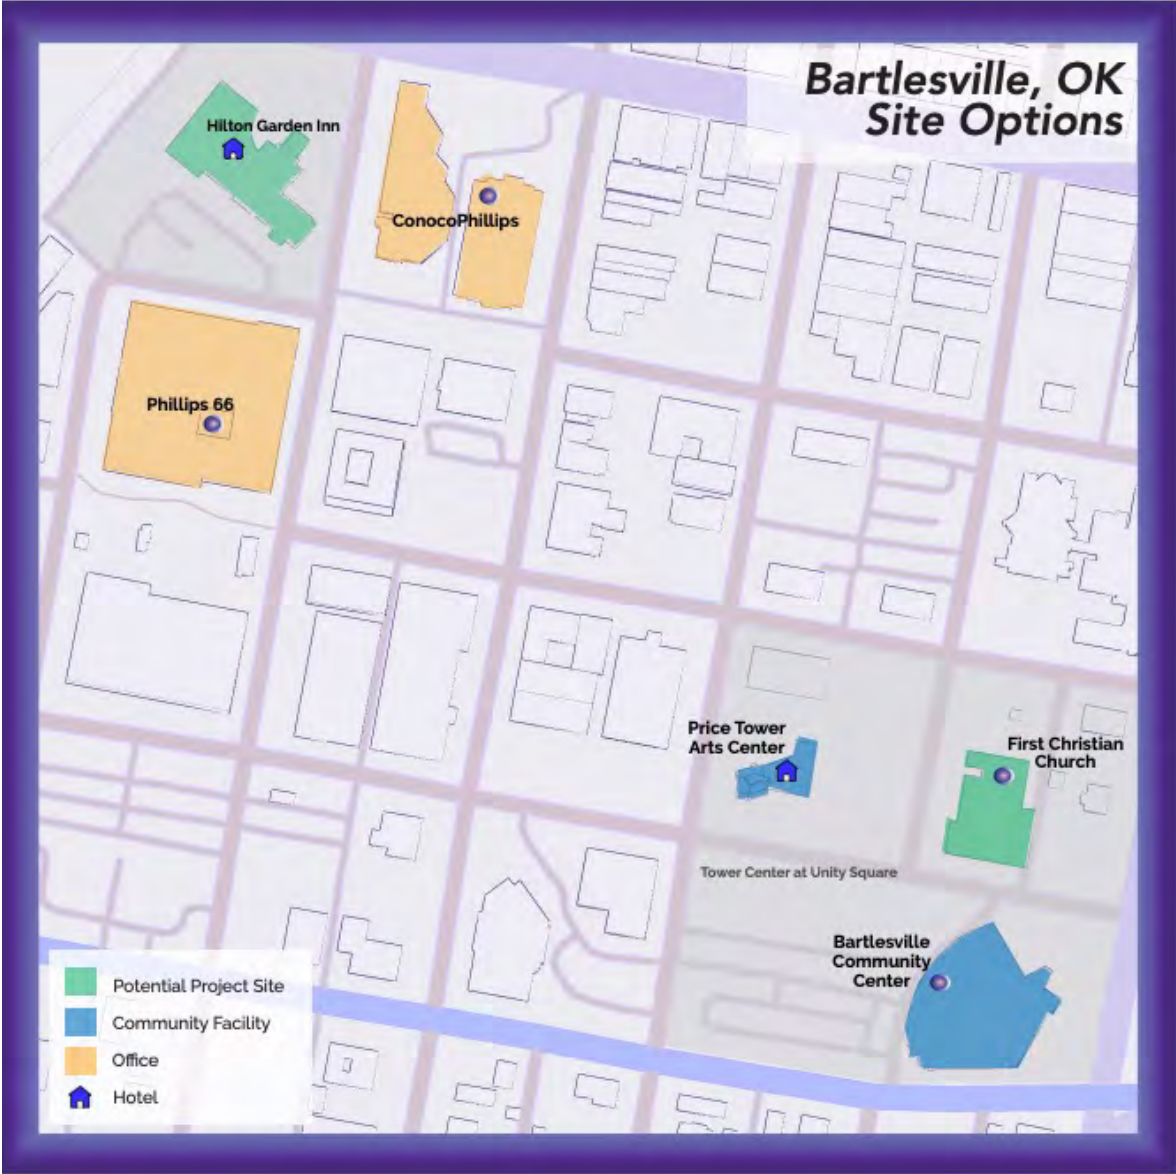 Bartlesville, OK
Site Options
Hilton Garden Inn
ConocoPhillips
Phillips 66
Price Tower
Arts Center
First Christian
Church
Tower Center at Unity Square
Bartlesville
Community
Center
Potential Project Site
Community Facility
Office
Hotel